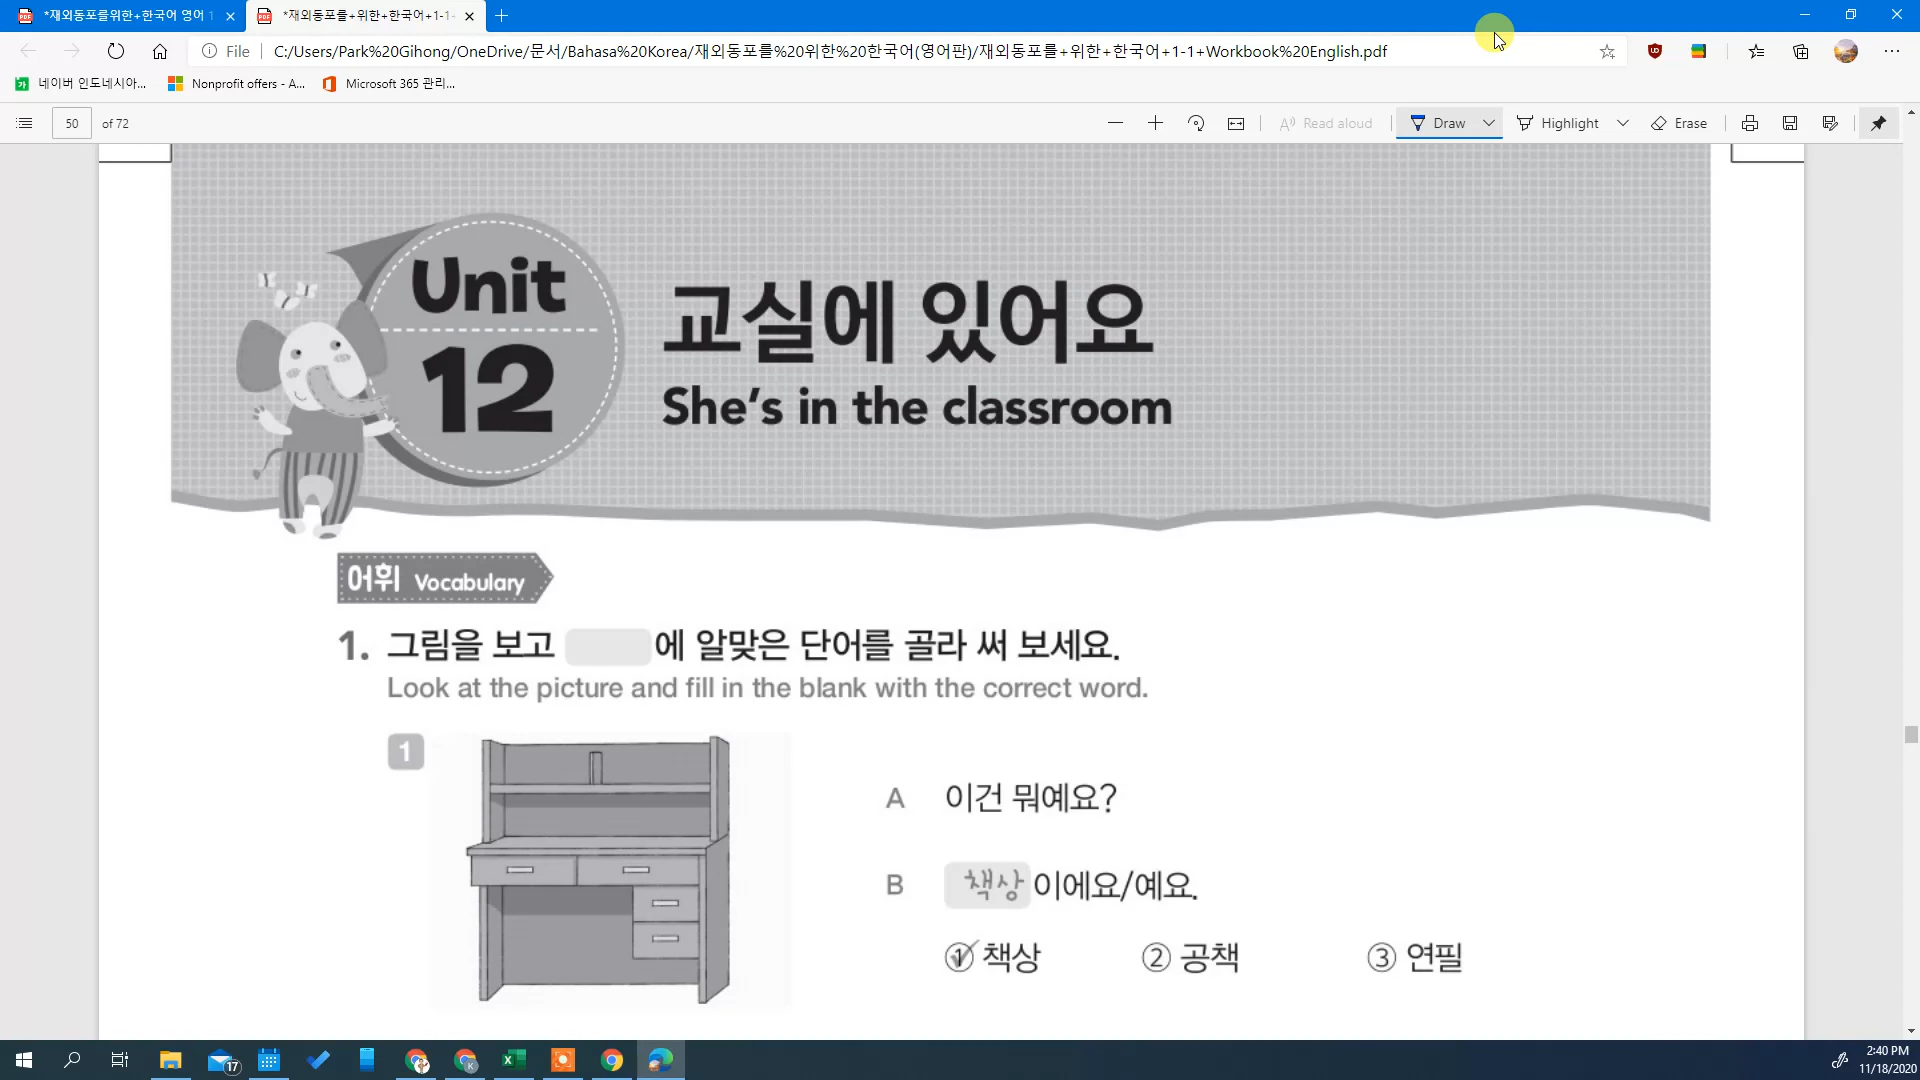 *재외동포를위한+한국어 영어 1
*재외동포를+위한+한국어+1-1-
File
C:/Users/Park%20Gihong/OneDrive/문서/Bahasa%20Korea/재외동포를%20위한%20한국어(영어판)/재외동포를+위한+한국어+1-1+Workbook%20English.pdf
네이버 인도네시아... Nonprofit offers - A... Microsoft 365 관리...
50 of 72 Read aloud Draw Highlight Erase
Unit
12
교실에 있어요
She's in the classroom
어휘 Vocabulary
1. 그림을 보고 에 알맞은 단어를 골라 써 보세요.
Look at the picture and fill in the blank with the correct word.
1
A 이건 뭐예요?
B 책상이에요/예요.
① 책상 ② 공책 ③ 연필
17
2:40 PM
11/18/2020